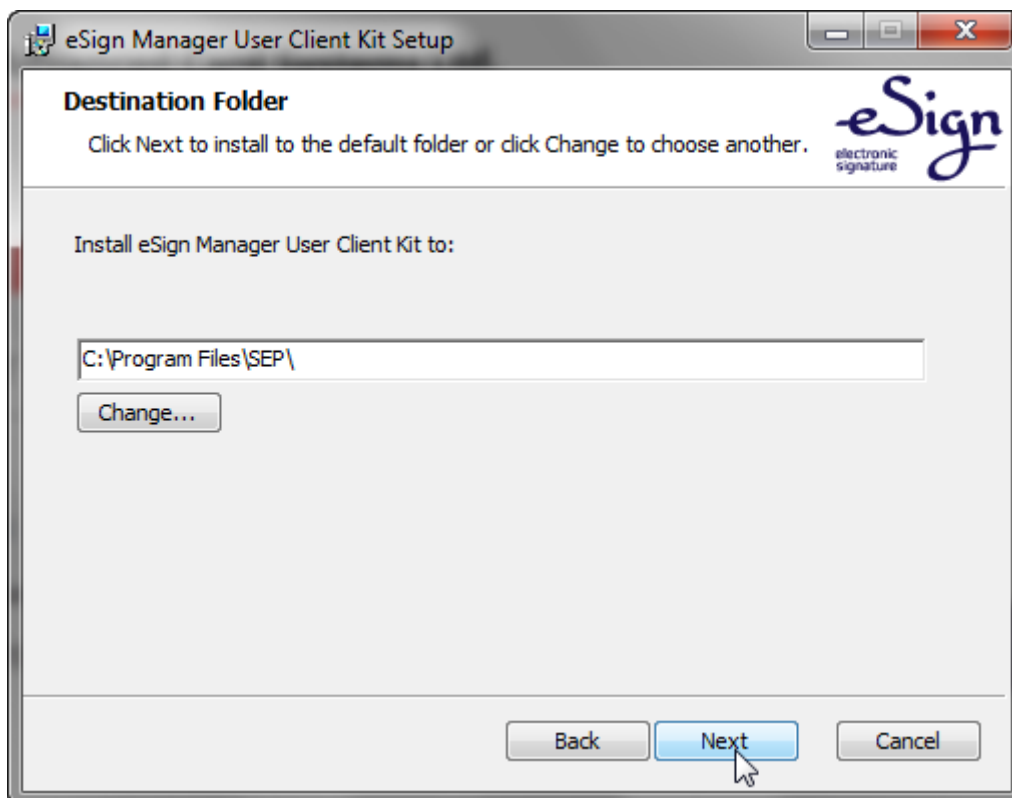 eSign Manager User Client Kit Setup
Destination Folder
Click Next to install to the default folder or click Change to choose another.
eSign
electronic
signature
Install eSign Manager User Client Kit to:
C:\Program Files\SEP\
Change...
Back
Next
Cancel